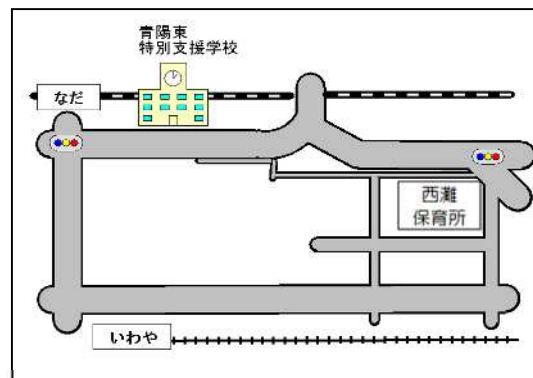 青陽東
特別支援学校
なだ
西灘
保育所
いわや